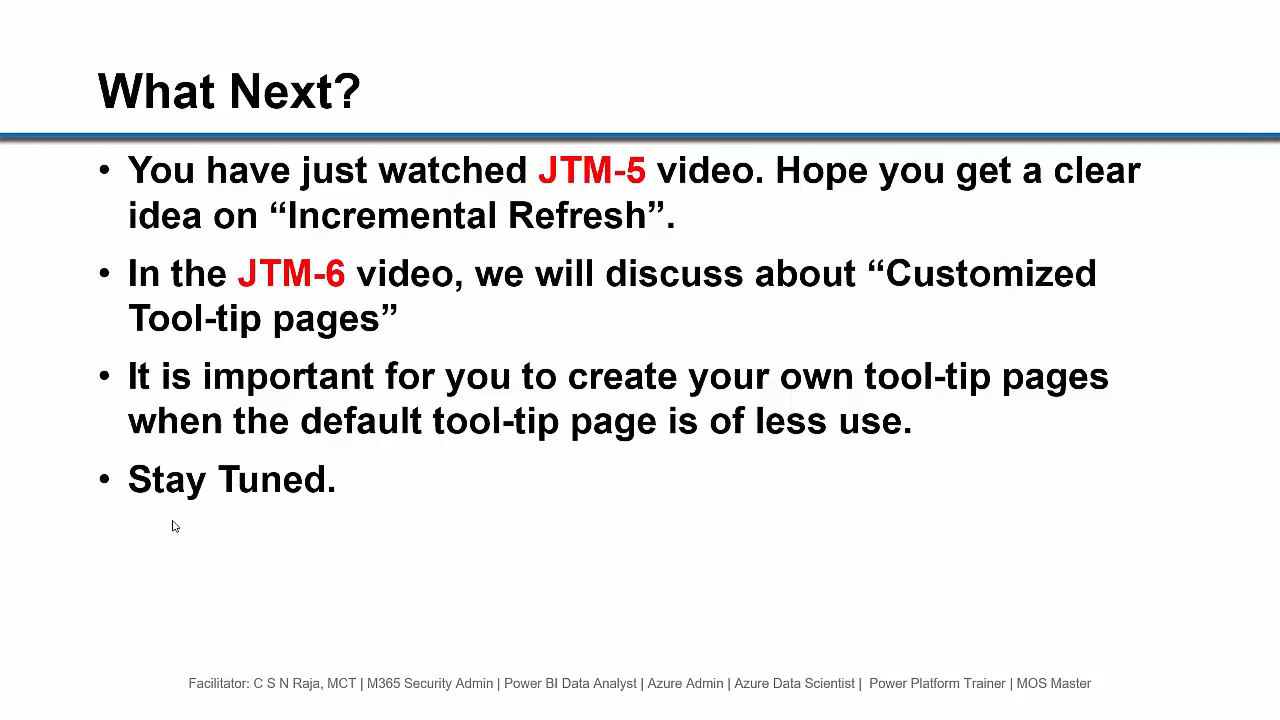 What Next?
• You have just watched JTM-5 video. Hope you get a clear
idea on “Incremental Refresh”.
• In the JTM-6 video, we will discuss about “Customized
Tool-tip pages”
• It is important for you to create your own tool-tip pages
when the default tool-tip page is of less use.
• Stay Tuned.
Facilitator: C S N Raja, MCT | M365 Security Admin | Power BI Data Analyst | Azure Admin | Azure Data Scientist | Power Platform Trainer | MOS Master